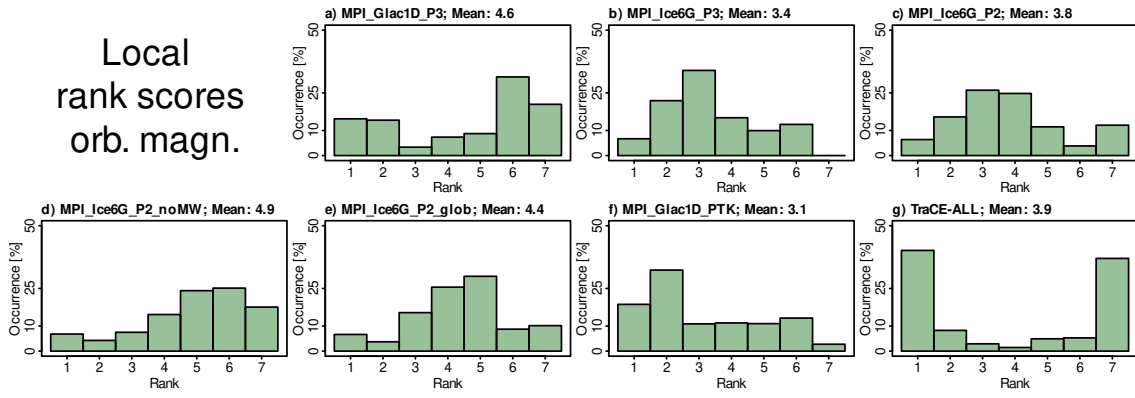 Local
rank scores
orb. magn.
a) MPI_Glac1D_P3; Mean: 4.6
Occurrence [%]
50
25
10
0
1 2 3 4 5 6 7
Rank
b) MPI_Ice6G_P3; Mean: 3.4
Occurrence [%]
50
25
10
0
1 2 3 4 5 6 7
Rank
c) MPI_Ice6G_P2; Mean: 3.8
Occurrence [%]
50
25
10
0
1 2 3 4 5 6 7
Rank
d) MPI_Ice6G_P2_noMW; Mean: 4.9
Occurrence [%]
50
25
10
0
1 2 3 4 5 6 7
Rank
e) MPI_Ice6G_P2_glob; Mean: 4.4
Occurrence [%]
50
25
10
0
1 2 3 4 5 6 7
Rank
f) MPI_Glac1D_PTK; Mean: 3.1
Occurrence [%]
50
25
10
0
1 2 3 4 5 6 7
Rank
g) TraCE-ALL; Mean: 3.9
Occurrence [%]
50
25
10
0
1 2 3 4 5 6 7
Rank